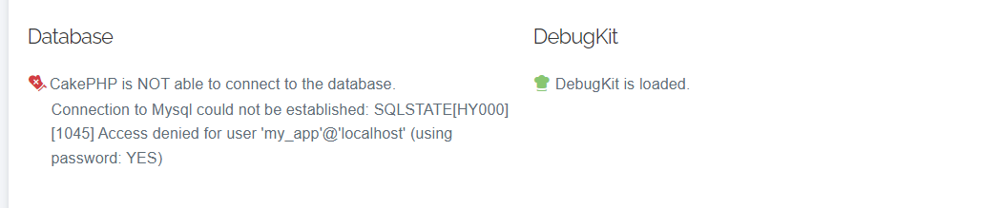 Database
CakePHP is NOT able to connect to the database.
Connection to Mysql could not be established: SQLSTATE[HY000]
[1045] Access denied for user 'my_app'@'localhost' (using
password: YES)
DebugKit
DebugKit is loaded.